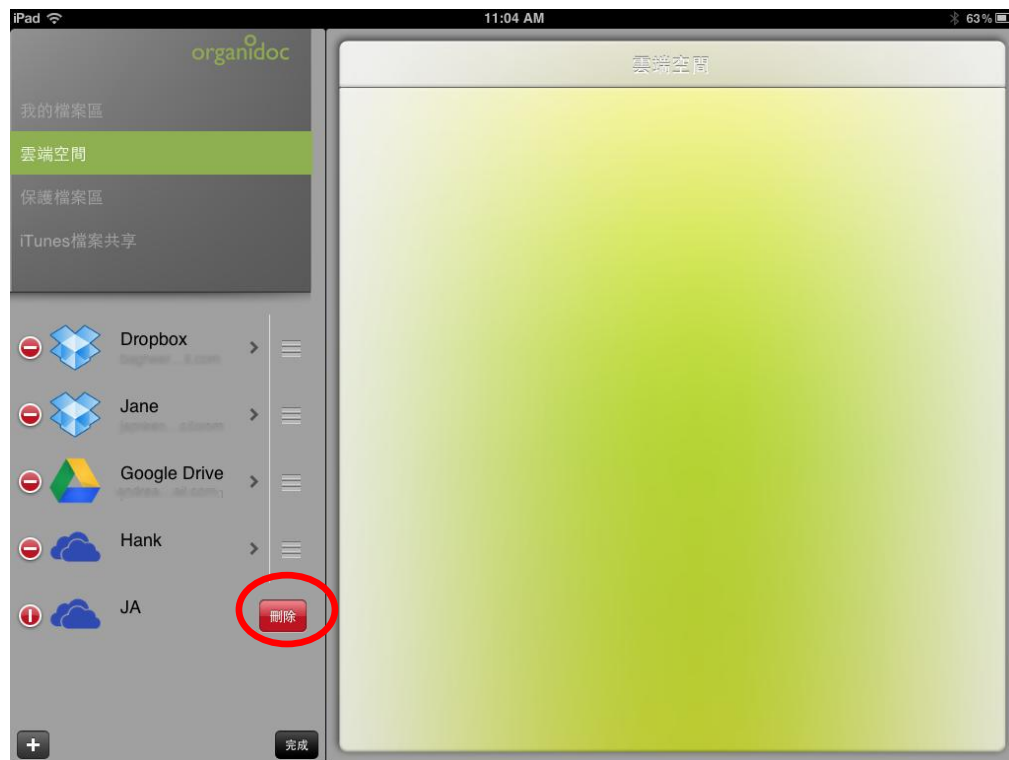 iPad 11:04 AM 63%
organidoc
雲端空間
我的檔案區
雲端空間
保護檔案區
iTunes檔案共享
Dropbox
Jane
Google Drive
Hank
JA
刪除
+ 完成